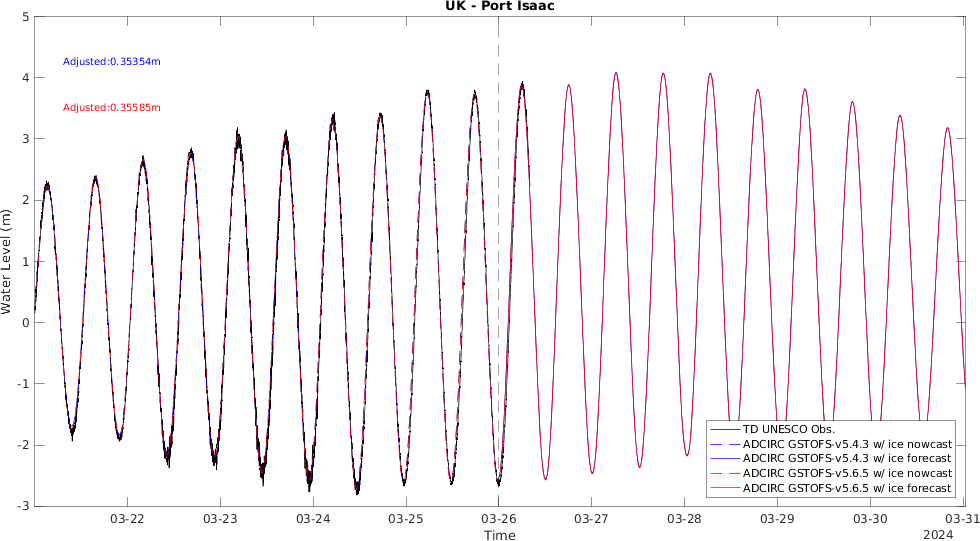 UK - Port Isaac
5
4
3
2
1
0
-1
-2
-3
Water Level (m)
Adjusted:0.35354m
Adjusted:0.35585m
TD UNESCO Obs.
ADCIRC GSTOFS-v5.4.3 w/ ice nowcast
ADCIRC GSTOFS-v5.4.3 w/ ice forecast
ADCIRC GSTOFS-v5.6.5 w/ ice nowcast
ADCIRC GSTOFS-v5.6.5 w/ ice forecast
03-22 03-23 03-24 03-25 03-26 03-27 03-28 03-29 03-30 03-31
Time
2024